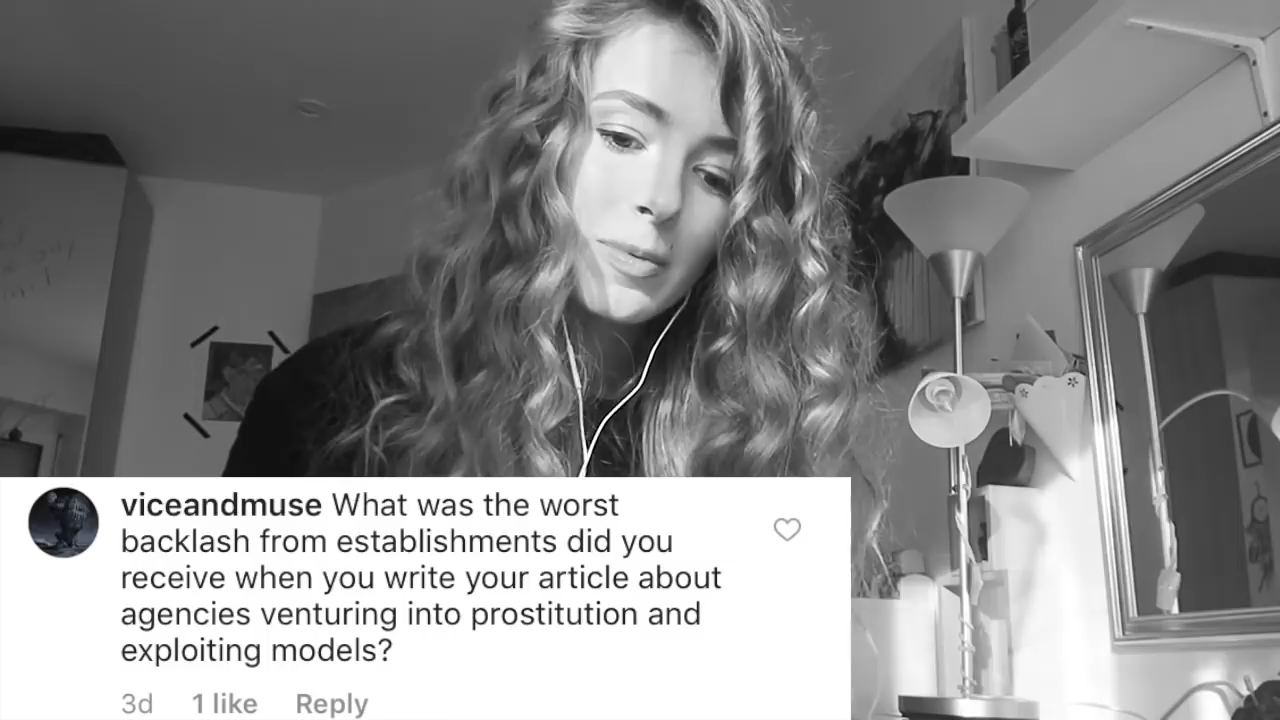 viceandmuse What was the worst
backlash from establishments did you
receive when you write your article about
agencies venturing into prostitution and
exploiting models?
3d 1 like Reply